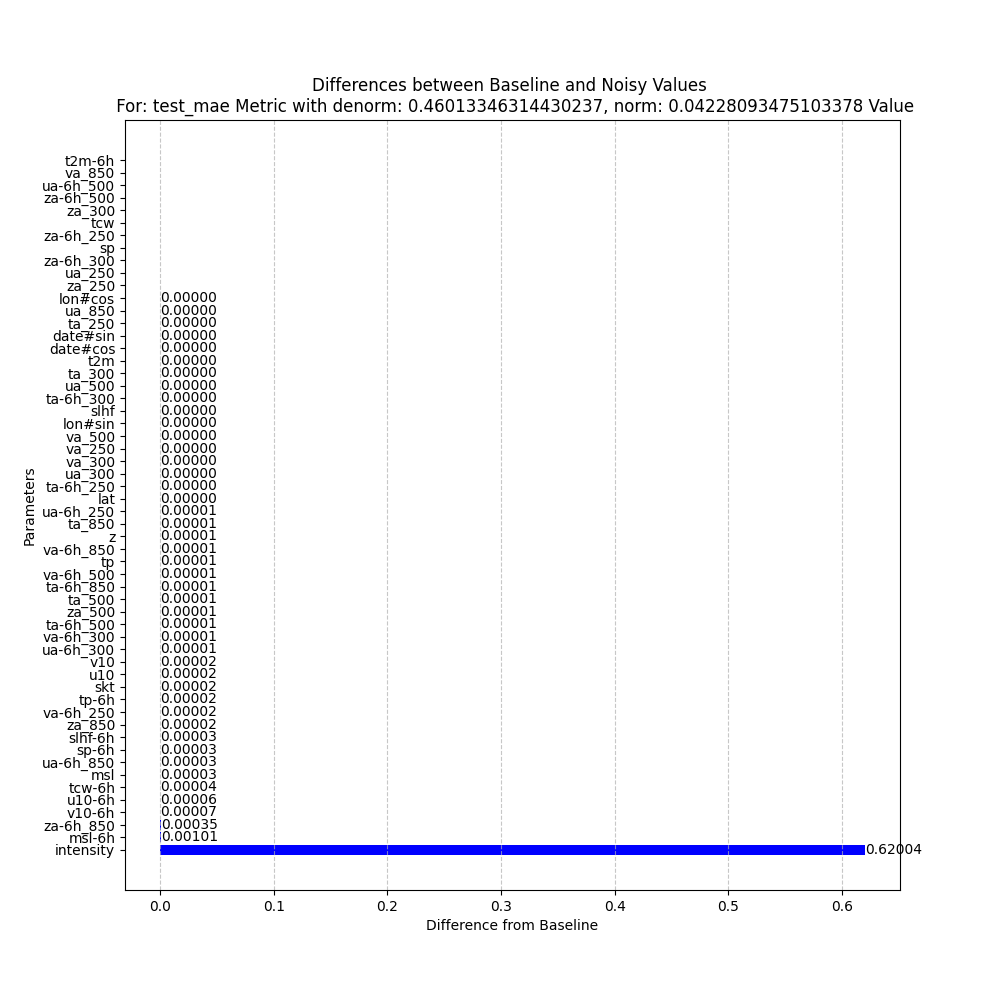 Differences between Baseline and Noisy Values
For: test_mae Metric with denorm: 0.46013346314430237, norm: 0.04228093475103378 Value
t2m-6h
va_850
ua-6h_500
za-6h_500
za_300
tcw
za-6h_250
sp
za-6h_300
ua_250
za_250
lon#cos 0.00000
ua_850 0.00000
ta_250 0.00000
date#sin 0.00000
date#cos 0.00000
t2m 0.00000
ta_300 0.00000
ua_500 0.00000
ta-6h_300 0.00000
slhf 0.00000
lon#sin 0.00000
va_500 0.00000
va_250 0.00000
va_300 0.00000
ua_300 0.00000
ta-6h_250 0.00000
lat 0.00000
ua-6h_250 0.00001
ta_850 0.00001
z 0.00001
va-6h_850 0.00001
tp 0.00001
va-6h_500 0.00001
ta-6h_850 0.00001
ta_500 0.00001
za_500 0.00001
ta-6h_500 0.00001
va-6h_300 0.00001
ua-6h_300 0.00001
v10 0.00002
u10 0.00002
skt 0.00002
tp-6h 0.00002
va-6h_250 0.00002
za_850 0.00002
slhf-6h 0.00003
sp-6h 0.00003
ua-6h_850 0.00003
msl 0.00003
tcw-6h 0.00004
u10-6h 0.00006
v10-6h 0.00007
za-6h_850 0.00035
msl-6h 0.00101
intensity 0.62004
Parameters
0.0 0.1 0.2 0.3 0.4 0.5 0.6
Difference from Baseline